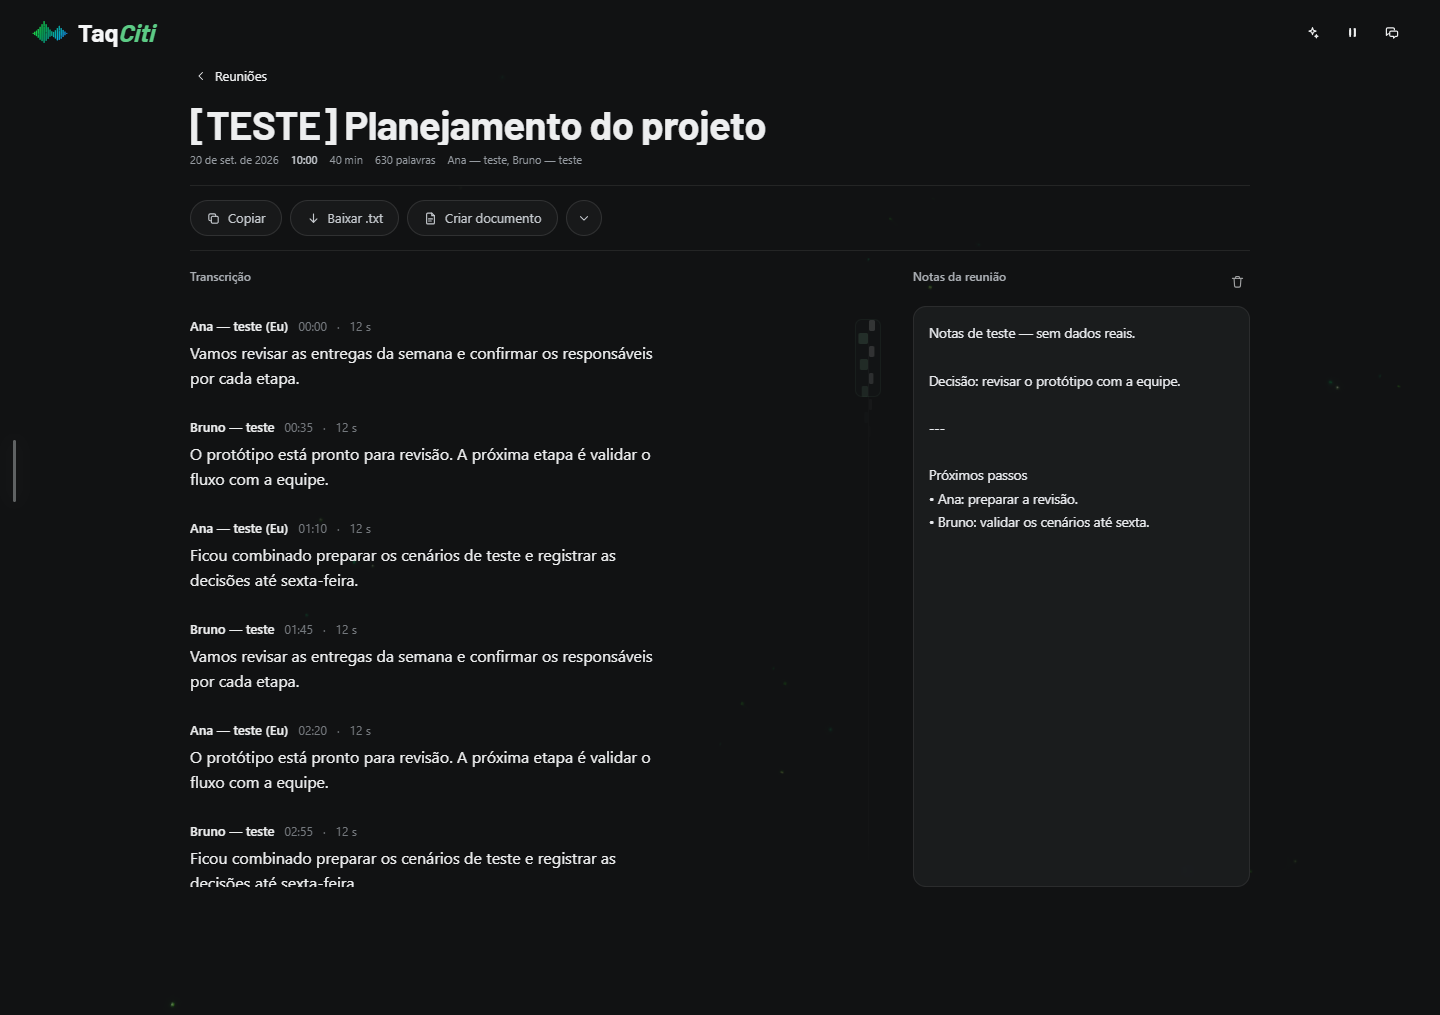 TaqCiti
Reuniões
[TESTE] Planejamento do projeto
20 de set. de 2026 10:00 40 min 630 palavras Ana — teste, Bruno — teste
Copiar
Baixar .txt
Criar documento
Transcrição
Ana — teste (Eu) 00:00 · 12 s
Vamos revisar as entregas da semana e confirmar os responsáveis
por cada etapa.
Bruno — teste 00:35 · 12 s
O protótipo está pronto para revisão. A próxima etapa é validar o
fluxo com a equipe.
Ana — teste (Eu) 01:10 · 12 s
Ficou combinado preparar os cenários de teste e registrar as
decisões até sexta-feira.
Bruno — teste 01:45 · 12 s
Vamos revisar as entregas da semana e confirmar os responsáveis
por cada etapa.
Ana — teste (Eu) 02:20 · 12 s
O protótipo está pronto para revisão. A próxima etapa é validar o
fluxo com a equipe.
Bruno — teste 02:55 · 12 s
Ficou combinado preparar os cenários de teste e registrar as
decisões até sexta-feira
Notas da reunião
Notas de teste — sem dados reais.
Decisão: revisar o protótipo com a equipe.
---
Próximos passos
• Ana: preparar a revisão.
• Bruno: validar os cenários até sexta.